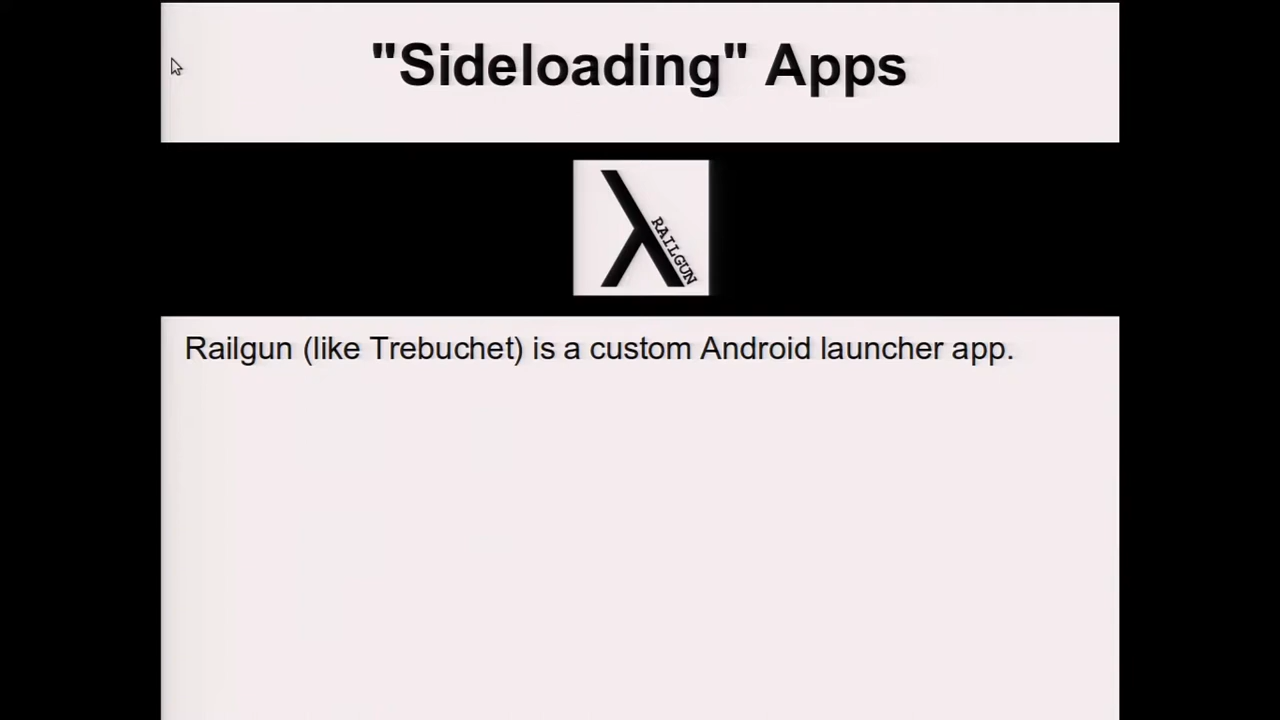 "Sideloading" Apps
λ
RAILGUN
Railgun (like Trebuchet) is a custom Android launcher app.